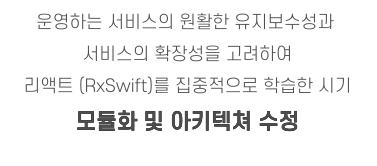 운영하는 서비스의 원활한 유지보수성과
서비스의 확장성을 고려하여
리액트 (RxSwift)를 집중적으로 학습한 시기
모듈화 및 아키텍쳐 수정